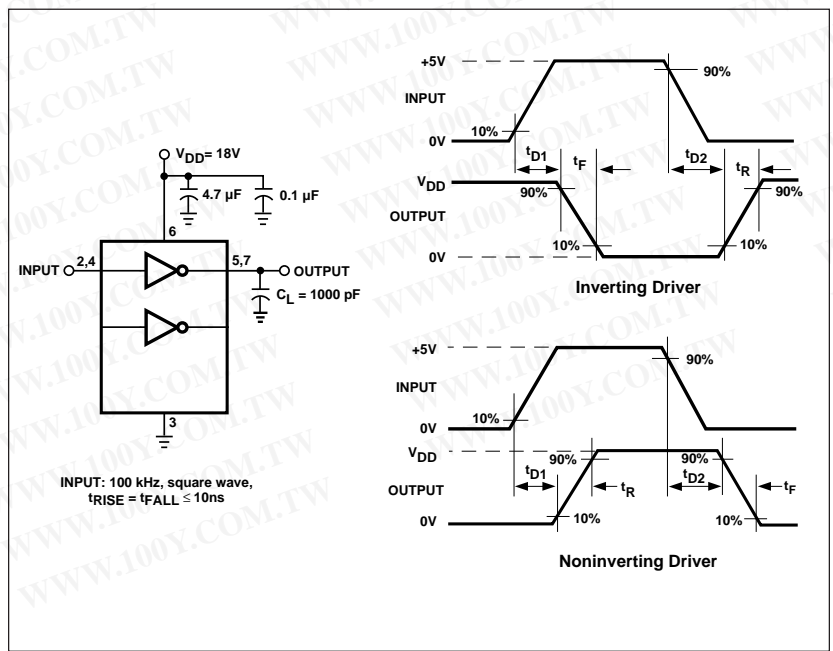 V_DD = 18V
4.7 µF
0.1 µF
6
INPUT
2,4
5,7
OUTPUT
C_L = 1000 pF
3
INPUT: 100 kHz, square wave,
t_RISE = t_FALL ≤ 10ns
+5V
INPUT
0V
10%
90%
t_D1
t_F
t_D2
t_R
V_DD
OUTPUT
0V
90%
10%
10%
90%
Inverting Driver
+5V
INPUT
0V
10%
90%
V_DD
OUTPUT
0V
t_D1
90%
10%
t_R
t_D2
90%
10%
t_F
Noninverting Driver
WWW.100Y.COM.TW